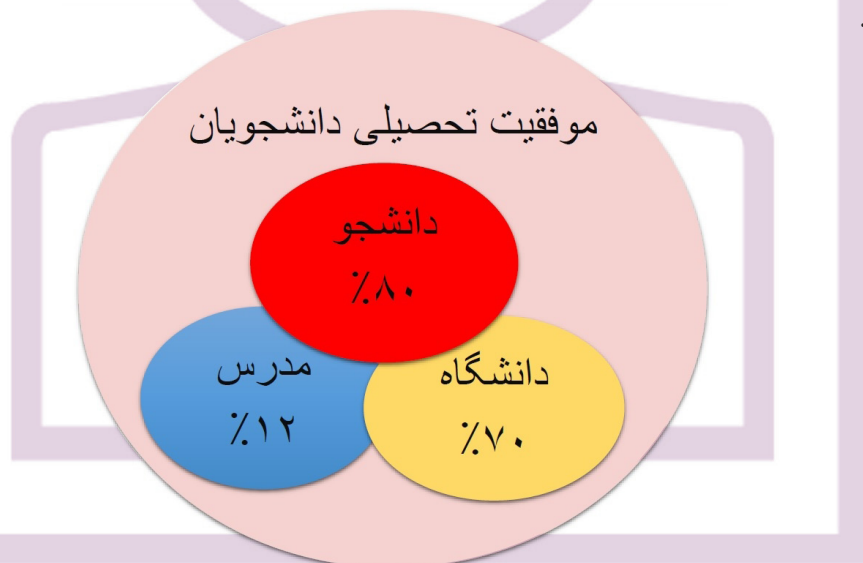 موفقیت تحصیلی دانشجویان
دانشجو
٪۸۰
مدرس
٪۱۲
دانشگاه
٪۷۰